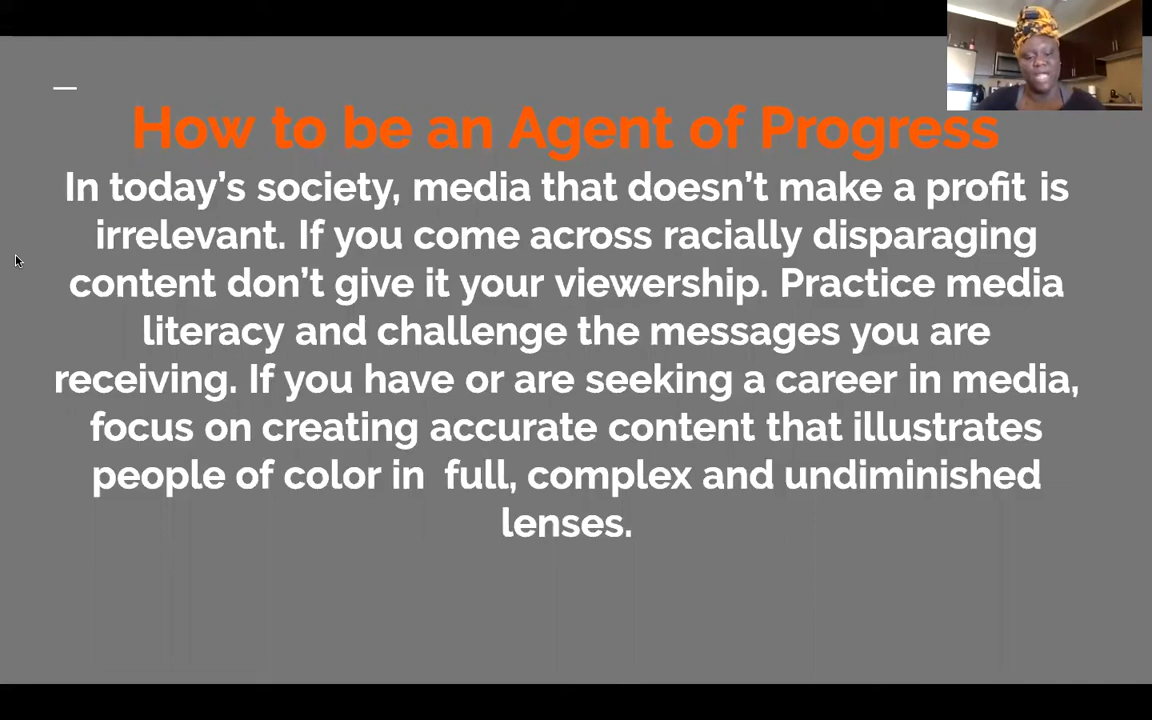 How to be an Agent of Progress
In today’s society, media that doesn’t make a profit is
irrelevant. If you come across racially disparaging
content don’t give it your viewership. Practice media
literacy and challenge the messages you are
receiving. If you have or are seeking a career in media,
focus on creating accurate content that illustrates
people of color in  full, complex and undiminished
lenses.